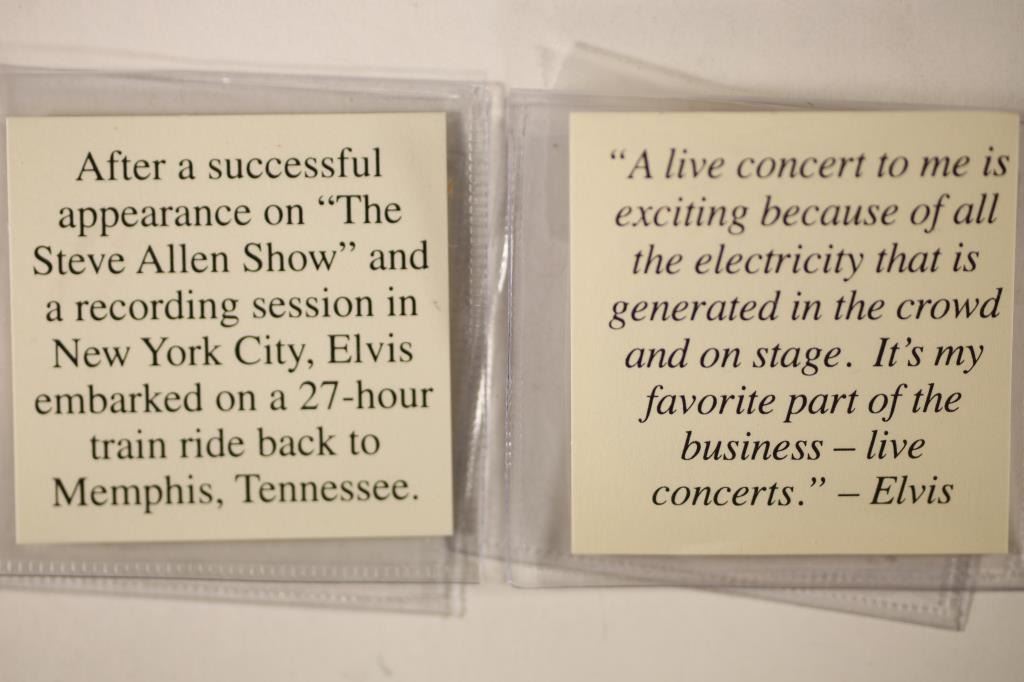 After a successful
appearance on “The
Steve Allen Show” and
a recording session in
New York City, Elvis
embarked on a 27-hour
train ride back to
Memphis, Tennessee.
“A live concert to me is
exciting because of all
the electricity that is
generated in the crowd
and on stage.  It’s my
favorite part of the
business – live
concerts.” – Elvis